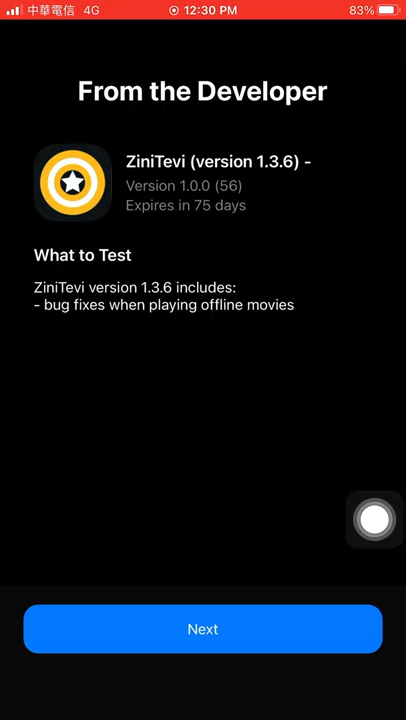 中華電信 4G 12:30 PM 83%
From the Developer
ZiniTevi (version 1.3.6) -
Version 1.0.0 (56)
Expires in 75 days
What to Test
ZiniTevi version 1.3.6 includes:
- bug fixes when playing offline movies
Next